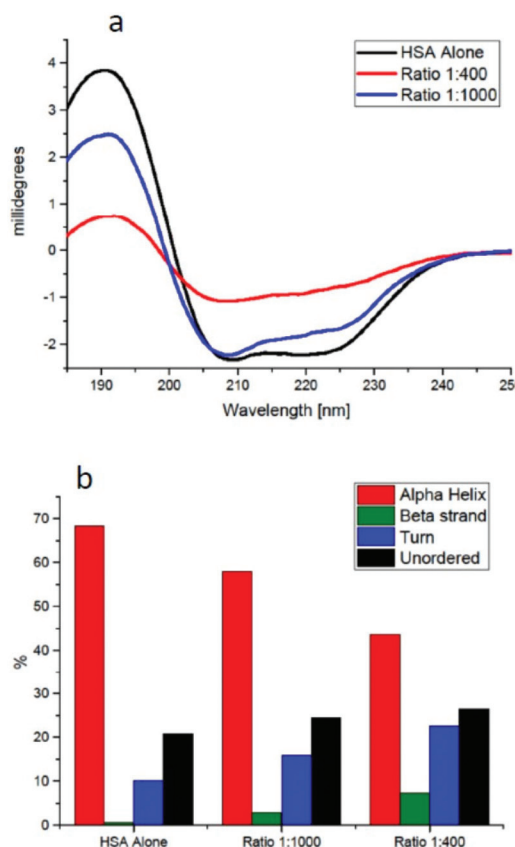 a
HSA Alone
Ratio 1:400
Ratio 1:1000
millidegrees
4
3
2
1
0
-1
-2
190 200 210 220 230 240 25
Wavelength [nm]
b
Alpha Helix
Beta strand
Turn
Unordered
%
70
60
50
40
30
20
10
0
HSA Alone Ratio 1:1000 Ratio 1:400